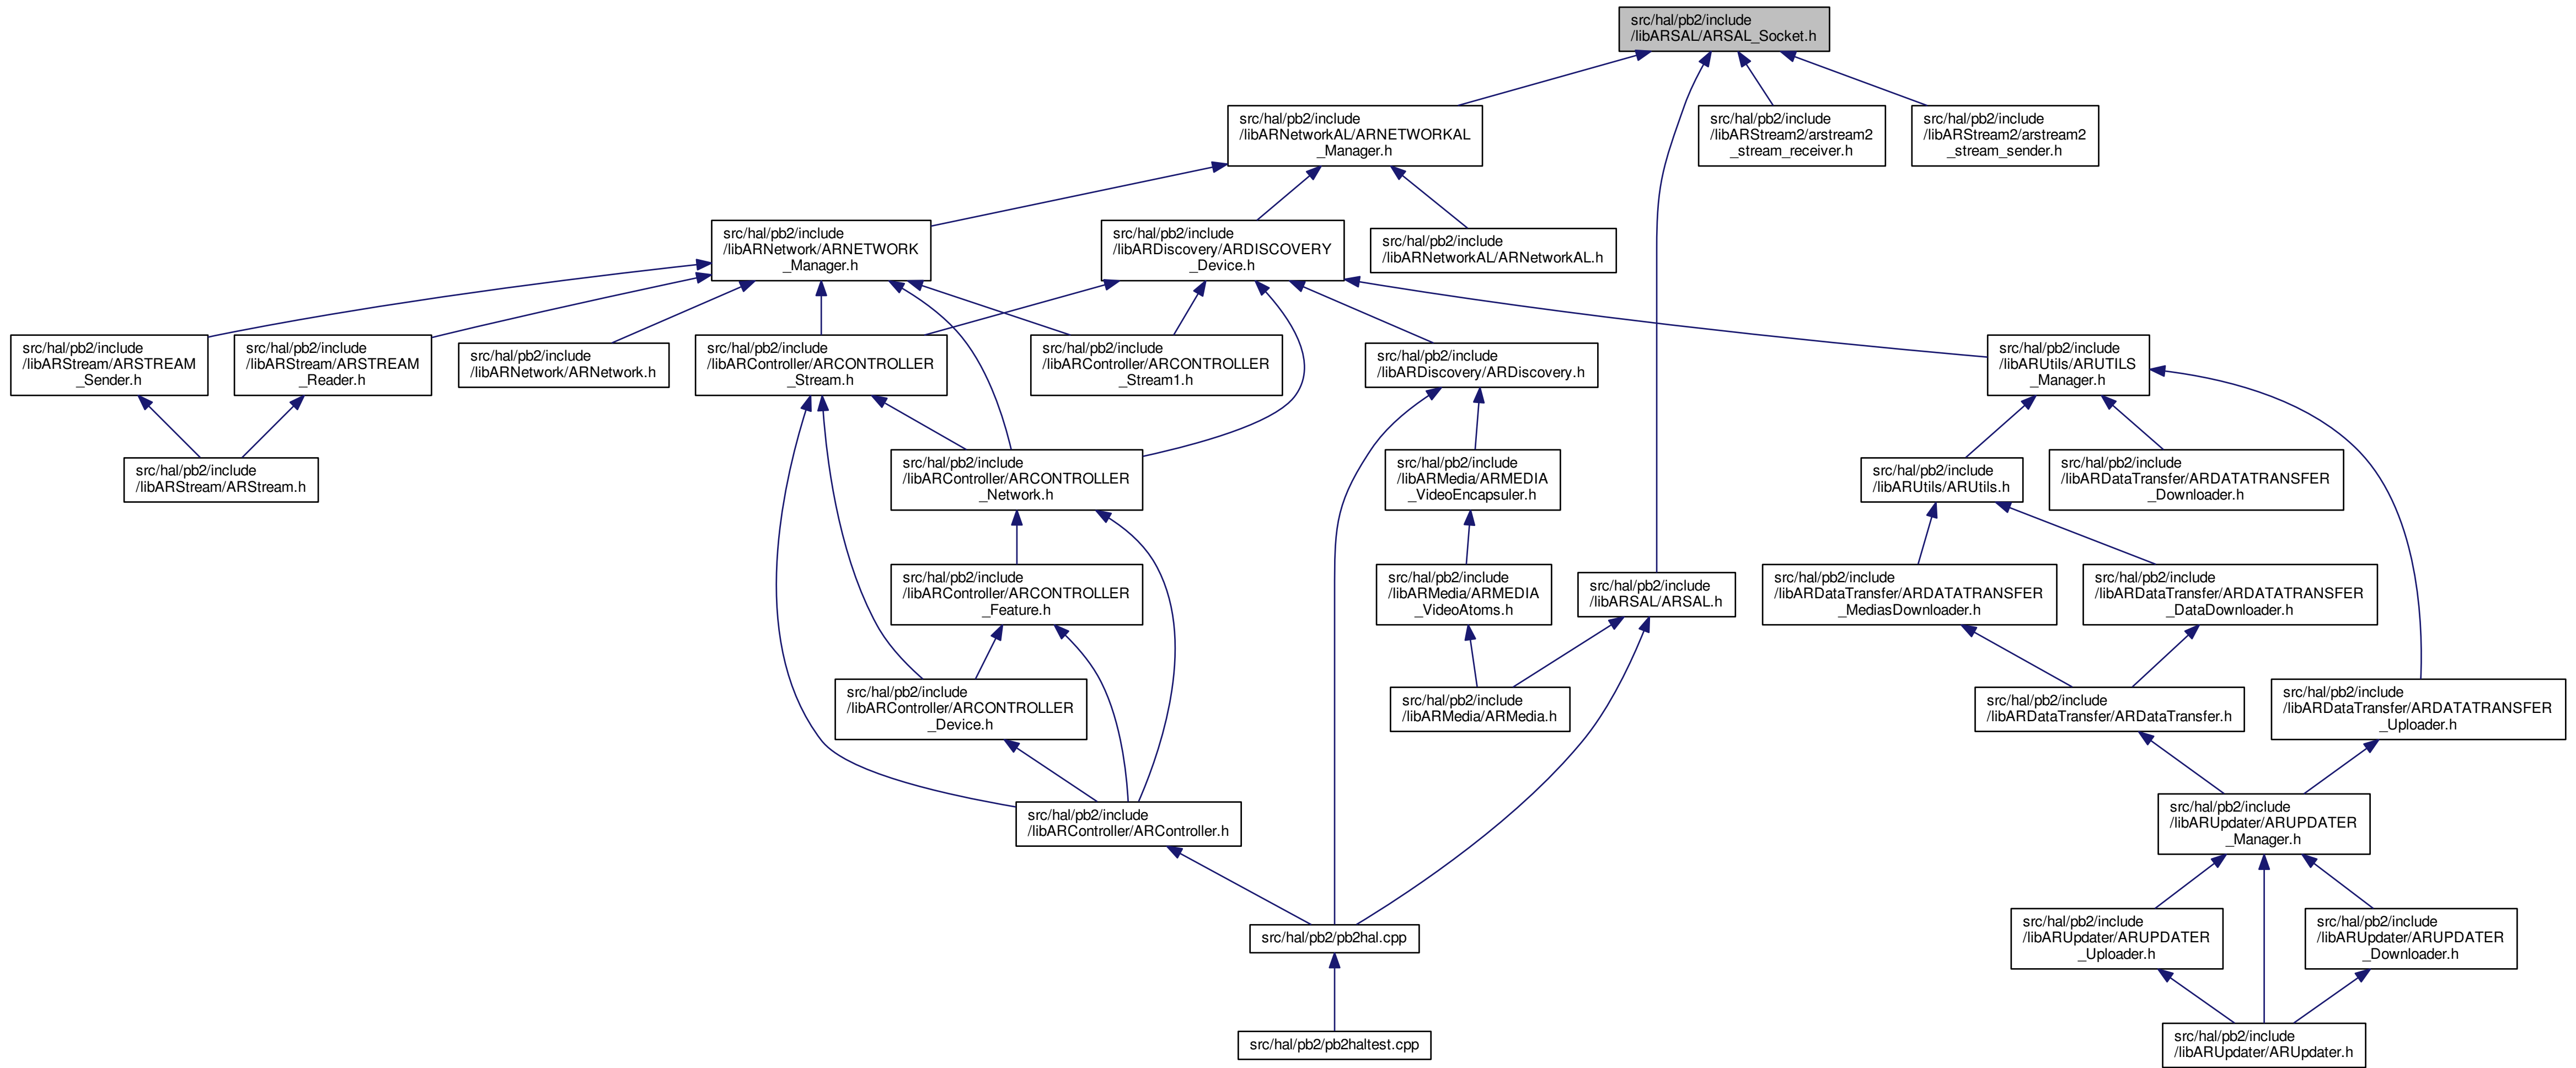 src/hal/pb2/include
/libARSAL/ARSAL_Socket.h
src/hal/pb2/include
/libARNetworkAL/ARNETWORKAL
_Manager.h
src/hal/pb2/include
/libARStream2/arstream2
_stream_receiver.h
src/hal/pb2/include
/libARStream2/arstream2
_stream_sender.h
src/hal/pb2/include
/libARNetwork/ARNETWORK
_Manager.h
src/hal/pb2/include
/libARDiscovery/ARDISCOVERY
_Device.h
src/hal/pb2/include
/libARNetworkAL/ARNetworkAL.h
src/hal/pb2/include
/libARStream/ARSTREAM
_Sender.h
src/hal/pb2/include
/libARStream/ARSTREAM
_Reader.h
src/hal/pb2/include
/libARNetwork/ARNetwork.h
src/hal/pb2/include
/libARController/ARCONTROLLER
_Stream.h
src/hal/pb2/include
/libARController/ARCONTROLLER
_Stream1.h
src/hal/pb2/include
/libARDiscovery/ARDiscovery.h
src/hal/pb2/include
/libARUtils/ARUTILS
_Manager.h
src/hal/pb2/include
/libARStream/ARStream.h
src/hal/pb2/include
/libARController/ARCONTROLLER
_Network.h
src/hal/pb2/include
/libARMedia/ARMEDIA
_VideoEncapsuler.h
src/hal/pb2/include
/libARUtils/ARUtils.h
src/hal/pb2/include
/libARDataTransfer/ARDATATRANSFER
_Downloader.h
src/hal/pb2/include
/libARController/ARCONTROLLER
_Feature.h
src/hal/pb2/include
/libARMedia/ARMEDIA
_VideoAtoms.h
src/hal/pb2/include
/libARSAL/ARSAL.h
src/hal/pb2/include
/libARDataTransfer/ARDATATRANSFER
_MediasDownloader.h
src/hal/pb2/include
/libARDataTransfer/ARDATATRANSFER
_DataDownloader.h
src/hal/pb2/include
/libARController/ARCONTROLLER
_Device.h
src/hal/pb2/include
/libARMedia/ARMedia.h
src/hal/pb2/include
/libARDataTransfer/ARDataTransfer.h
src/hal/pb2/include
/libARDataTransfer/ARDATATRANSFER
_Uploader.h
src/hal/pb2/include
/libARController/ARController.h
src/hal/pb2/include
/libARUpdater/ARUPDATER
_Manager.h
src/hal/pb2/pb2hal.cpp
src/hal/pb2/include
/libARUpdater/ARUPDATER
_Uploader.h
src/hal/pb2/include
/libARUpdater/ARUPDATER
_Downloader.h
src/hal/pb2/pb2haltest.cpp
src/hal/pb2/include
/libARUpdater/ARUpdater.h